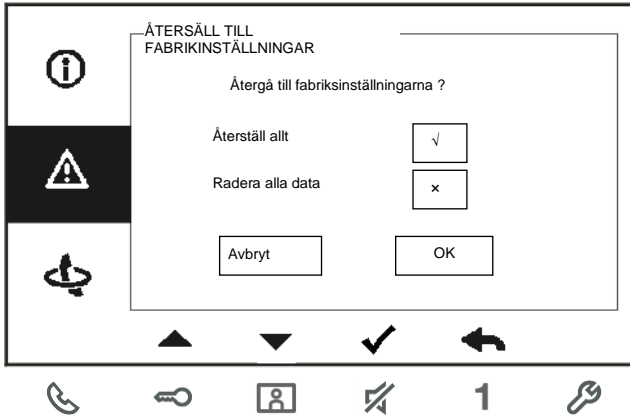 ÅTERSÄLL TILL
FABRIKINSTÄLLNINGAR
Återgå till fabriksinställningarna ?
Återställ allt √
Radera alla data ×
Avbryt OK
1